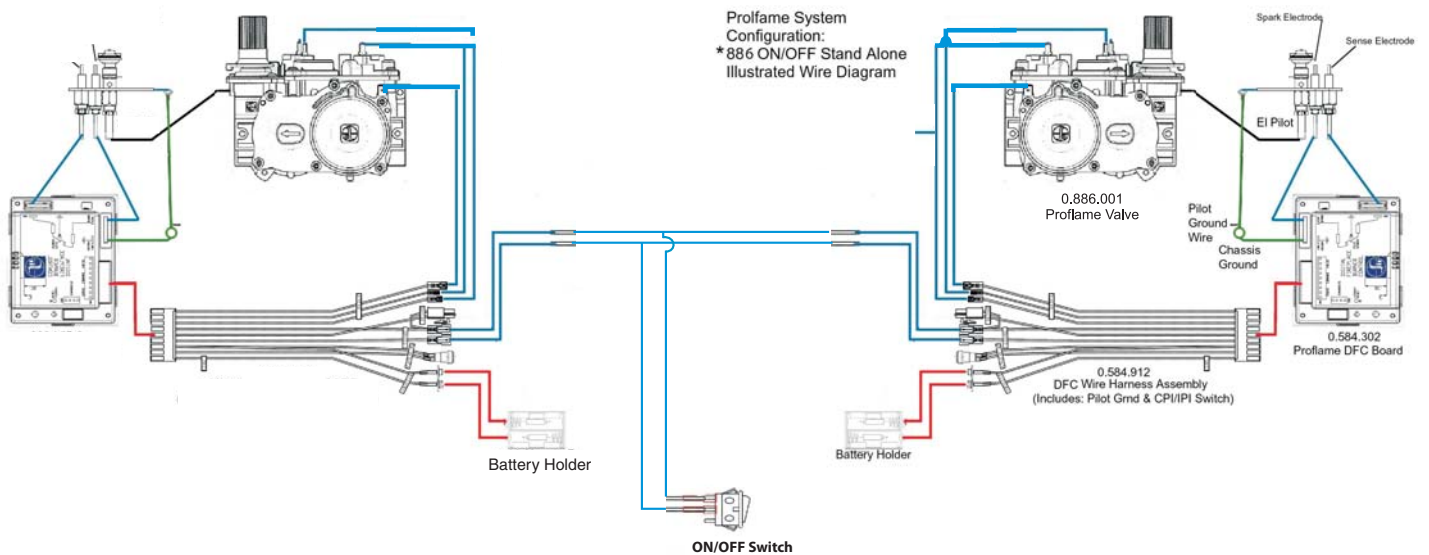 Prolfame System
Configuration:
*886 ON/OFF Stand Alone
Illustrated Wire Diagram
Spark Electrode
Sense Electrode
EI Pilot
0.886.001
Proflame Valve
Pilot
Ground
Wire
Chassis
Ground
0.584.302
Proflame DFC Board
0.584.912
DFC Wire Harness Assembly
(Includes: Pilot Grnd & CPI/IPI Switch)
Battery Holder
Battery Holder
ON/OFF Switch